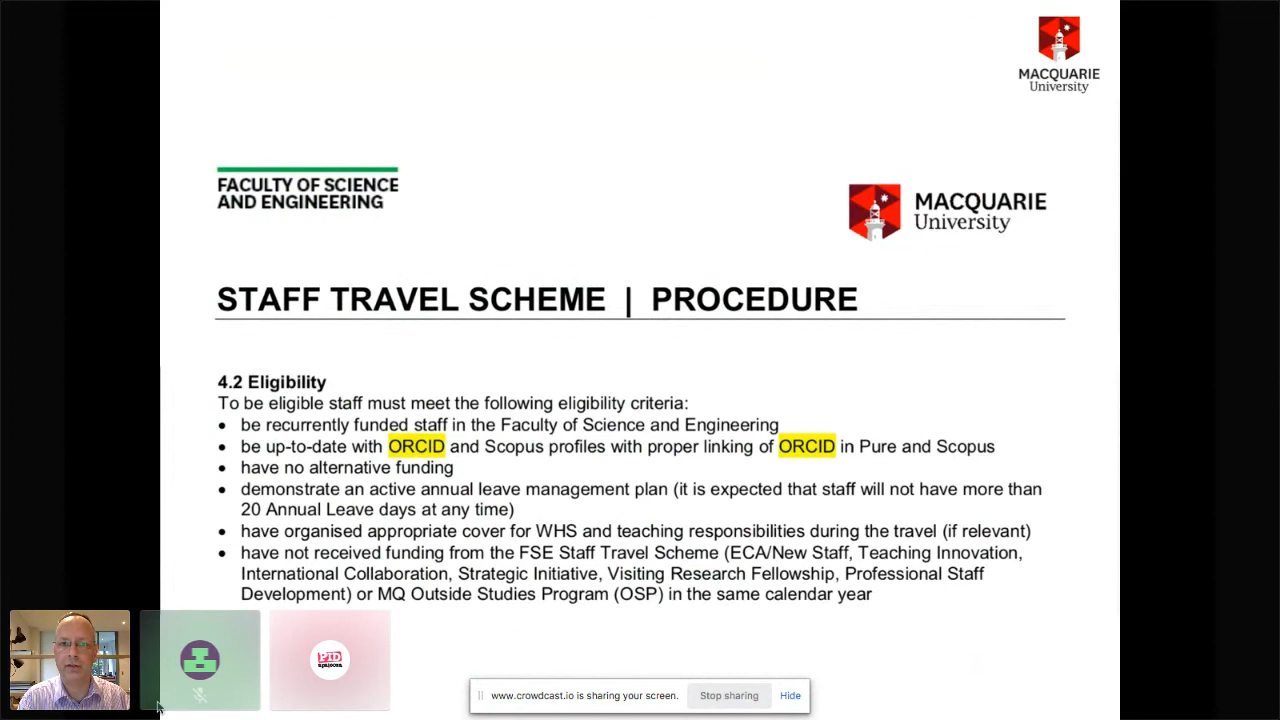 MACQUARIE
University
FACULTY OF SCIENCE
AND ENGINEERING
MACQUARIE
University
STAFF TRAVEL SCHEME | PROCEDURE
4.2 Eligibility
To be eligible staff must meet the following eligibility criteria:
• be recurrently funded staff in the Faculty of Science and Engineering
• be up-to-date with ORCID and Scopus profiles with proper linking of ORCID in Pure and Scopus
• have no alternative funding
• demonstrate an active annual leave management plan (it is expected that staff will not have more than
20 Annual Leave days at any time)
• have organised appropriate cover for WHS and teaching responsibilities during the travel (if relevant)
• have not received funding from the FSE Staff Travel Scheme (ECA/New Staff, Teaching Innovation,
International Collaboration, Strategic Initiative, Visiting Research Fellowship, Professional Staff
Development) or MQ Outside Studies Program (OSP) in the same calendar year
PID
apalooza
www.crowdcast.io is sharing your screen.
Stop sharing
Hide